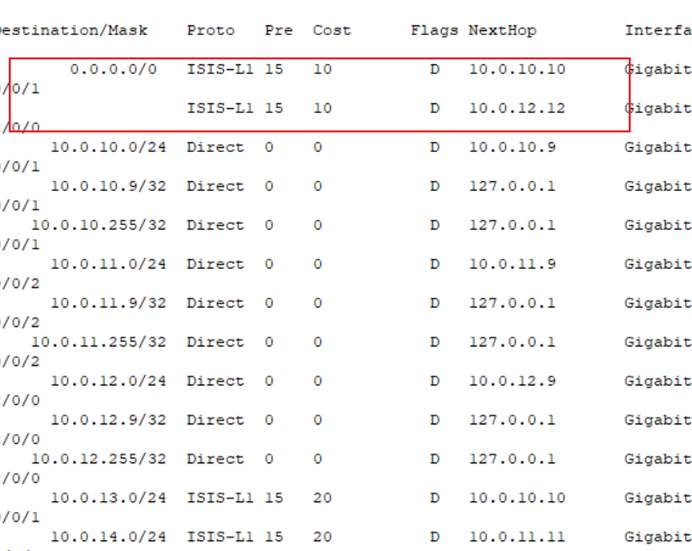 estination/Mask Proto Pre Cost Flags NextHop Interfa
0.0.0.0/0 ISIS-L1 15 10 D 10.0.10.10 Gigabit
/0/1
ISIS-L1 15 10 D 10.0.12.12 Gigabit
/0/0
10.0.10.0/24 Direct 0 0 D 10.0.10.9 Gigabit
/0/1
10.0.10.9/32 Direct 0 0 D 127.0.0.1 Gigabit
/0/1
10.0.10.255/32 Direct 0 0 D 127.0.0.1 Gigabit
/0/1
10.0.11.0/24 Direct 0 0 D 10.0.11.9 Gigabit
/0/2
10.0.11.9/32 Direct 0 0 D 127.0.0.1 Gigabit
/0/2
10.0.11.255/32 Direct 0 0 D 127.0.0.1 Gigabit
/0/2
10.0.12.0/24 Direct 0 0 D 10.0.12.9 Gigabit
/0/0
10.0.12.9/32 Direct 0 0 D 127.0.0.1 Gigabit
/0/0
10.0.12.255/32 Direct 0 0 D 127.0.0.1 Gigabit
/0/0
10.0.13.0/24 ISIS-L1 15 20 D 10.0.10.10 Gigabit
/0/1
10.0.14.0/24 ISIS-L1 15 20 D 10.0.11.11 Gigabit